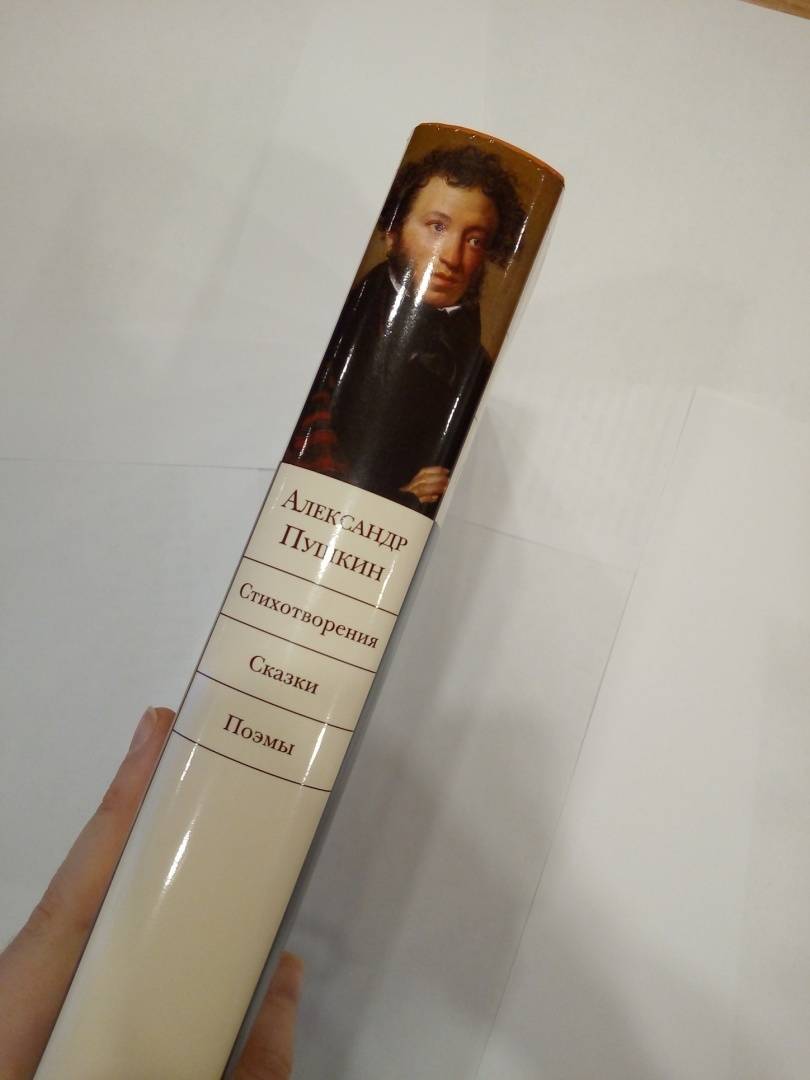 Александр
Пушкин
Стихотворения
Сказки
Поэмы